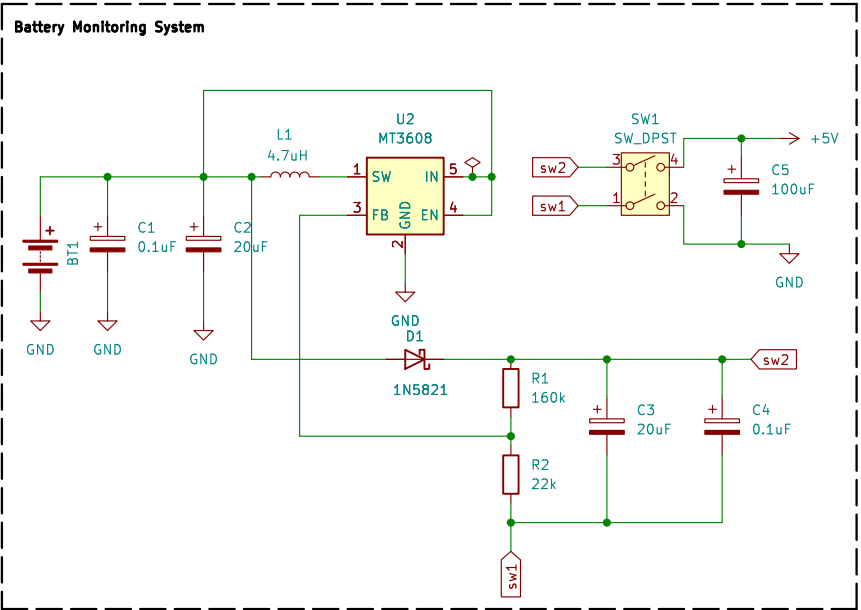 Battery Monitoring System
U2
MT3608
L1
4.7uH
1
SW
IN
5
3
FB
EN
4
GND
2
GND
SW1
SW_DPST
sw2
3
4
sw1
1
2
+5V
C5
100uF
GND
BT1
C1
0.1uF
C2
20uF
GND
GND
GND
D1
1N5821
sw2
R1
160k
C3
20uF
C4
0.1uF
R2
22k
sw1